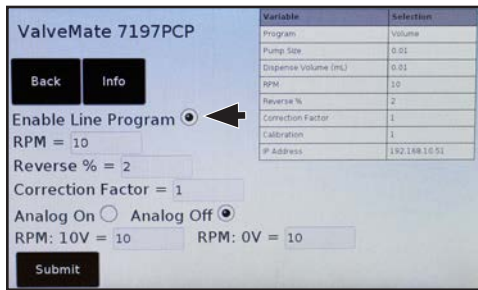 ValveMate 7197PCP
Back Info
Enable Line Program
RPM = 10
Reverse % = 2
Correction Factor = 1
Analog On Analog Off
RPM: 10V = 10 RPM: 0V = 10
Submit
Variable Selection
Program Volume
Pump Size 0.01
Dispense Volume (mL) 0.01
RPM 10
Reverse % 2
Correction Factor 1
Calibration 1
IP Address 192.168.10.51